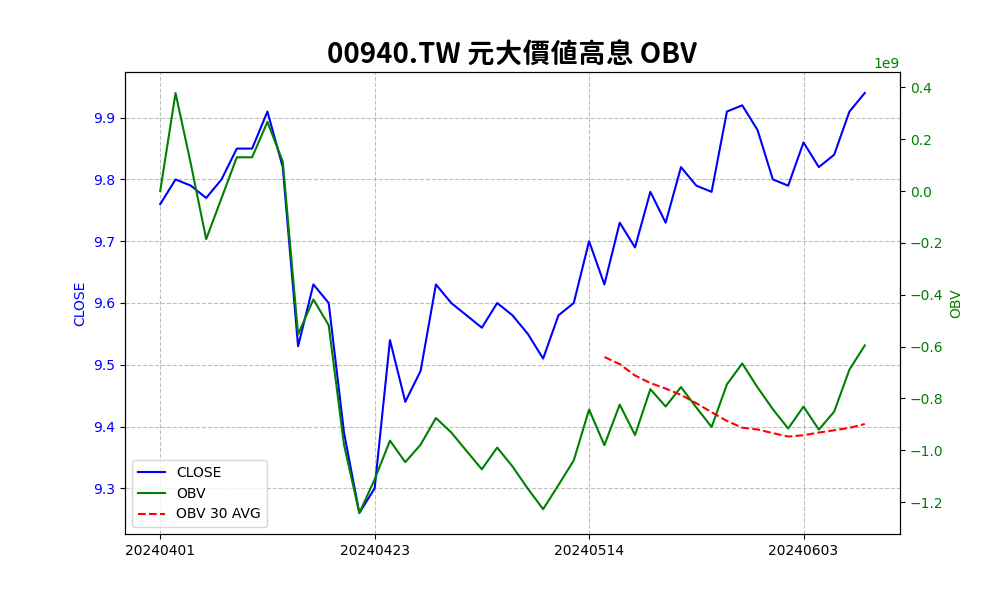 00940.TW 元大價值高息 OBV
1e9
CLOSE
9.9
9.8
9.7
9.6
9.5
9.4
9.3
0.4
0.2
0.0
−0.2
−0.4
−0.6
−0.8
−1.0
−1.2
OBV
CLOSE
OBV
OBV 30 AVG
20240401
20240423
20240514
20240603